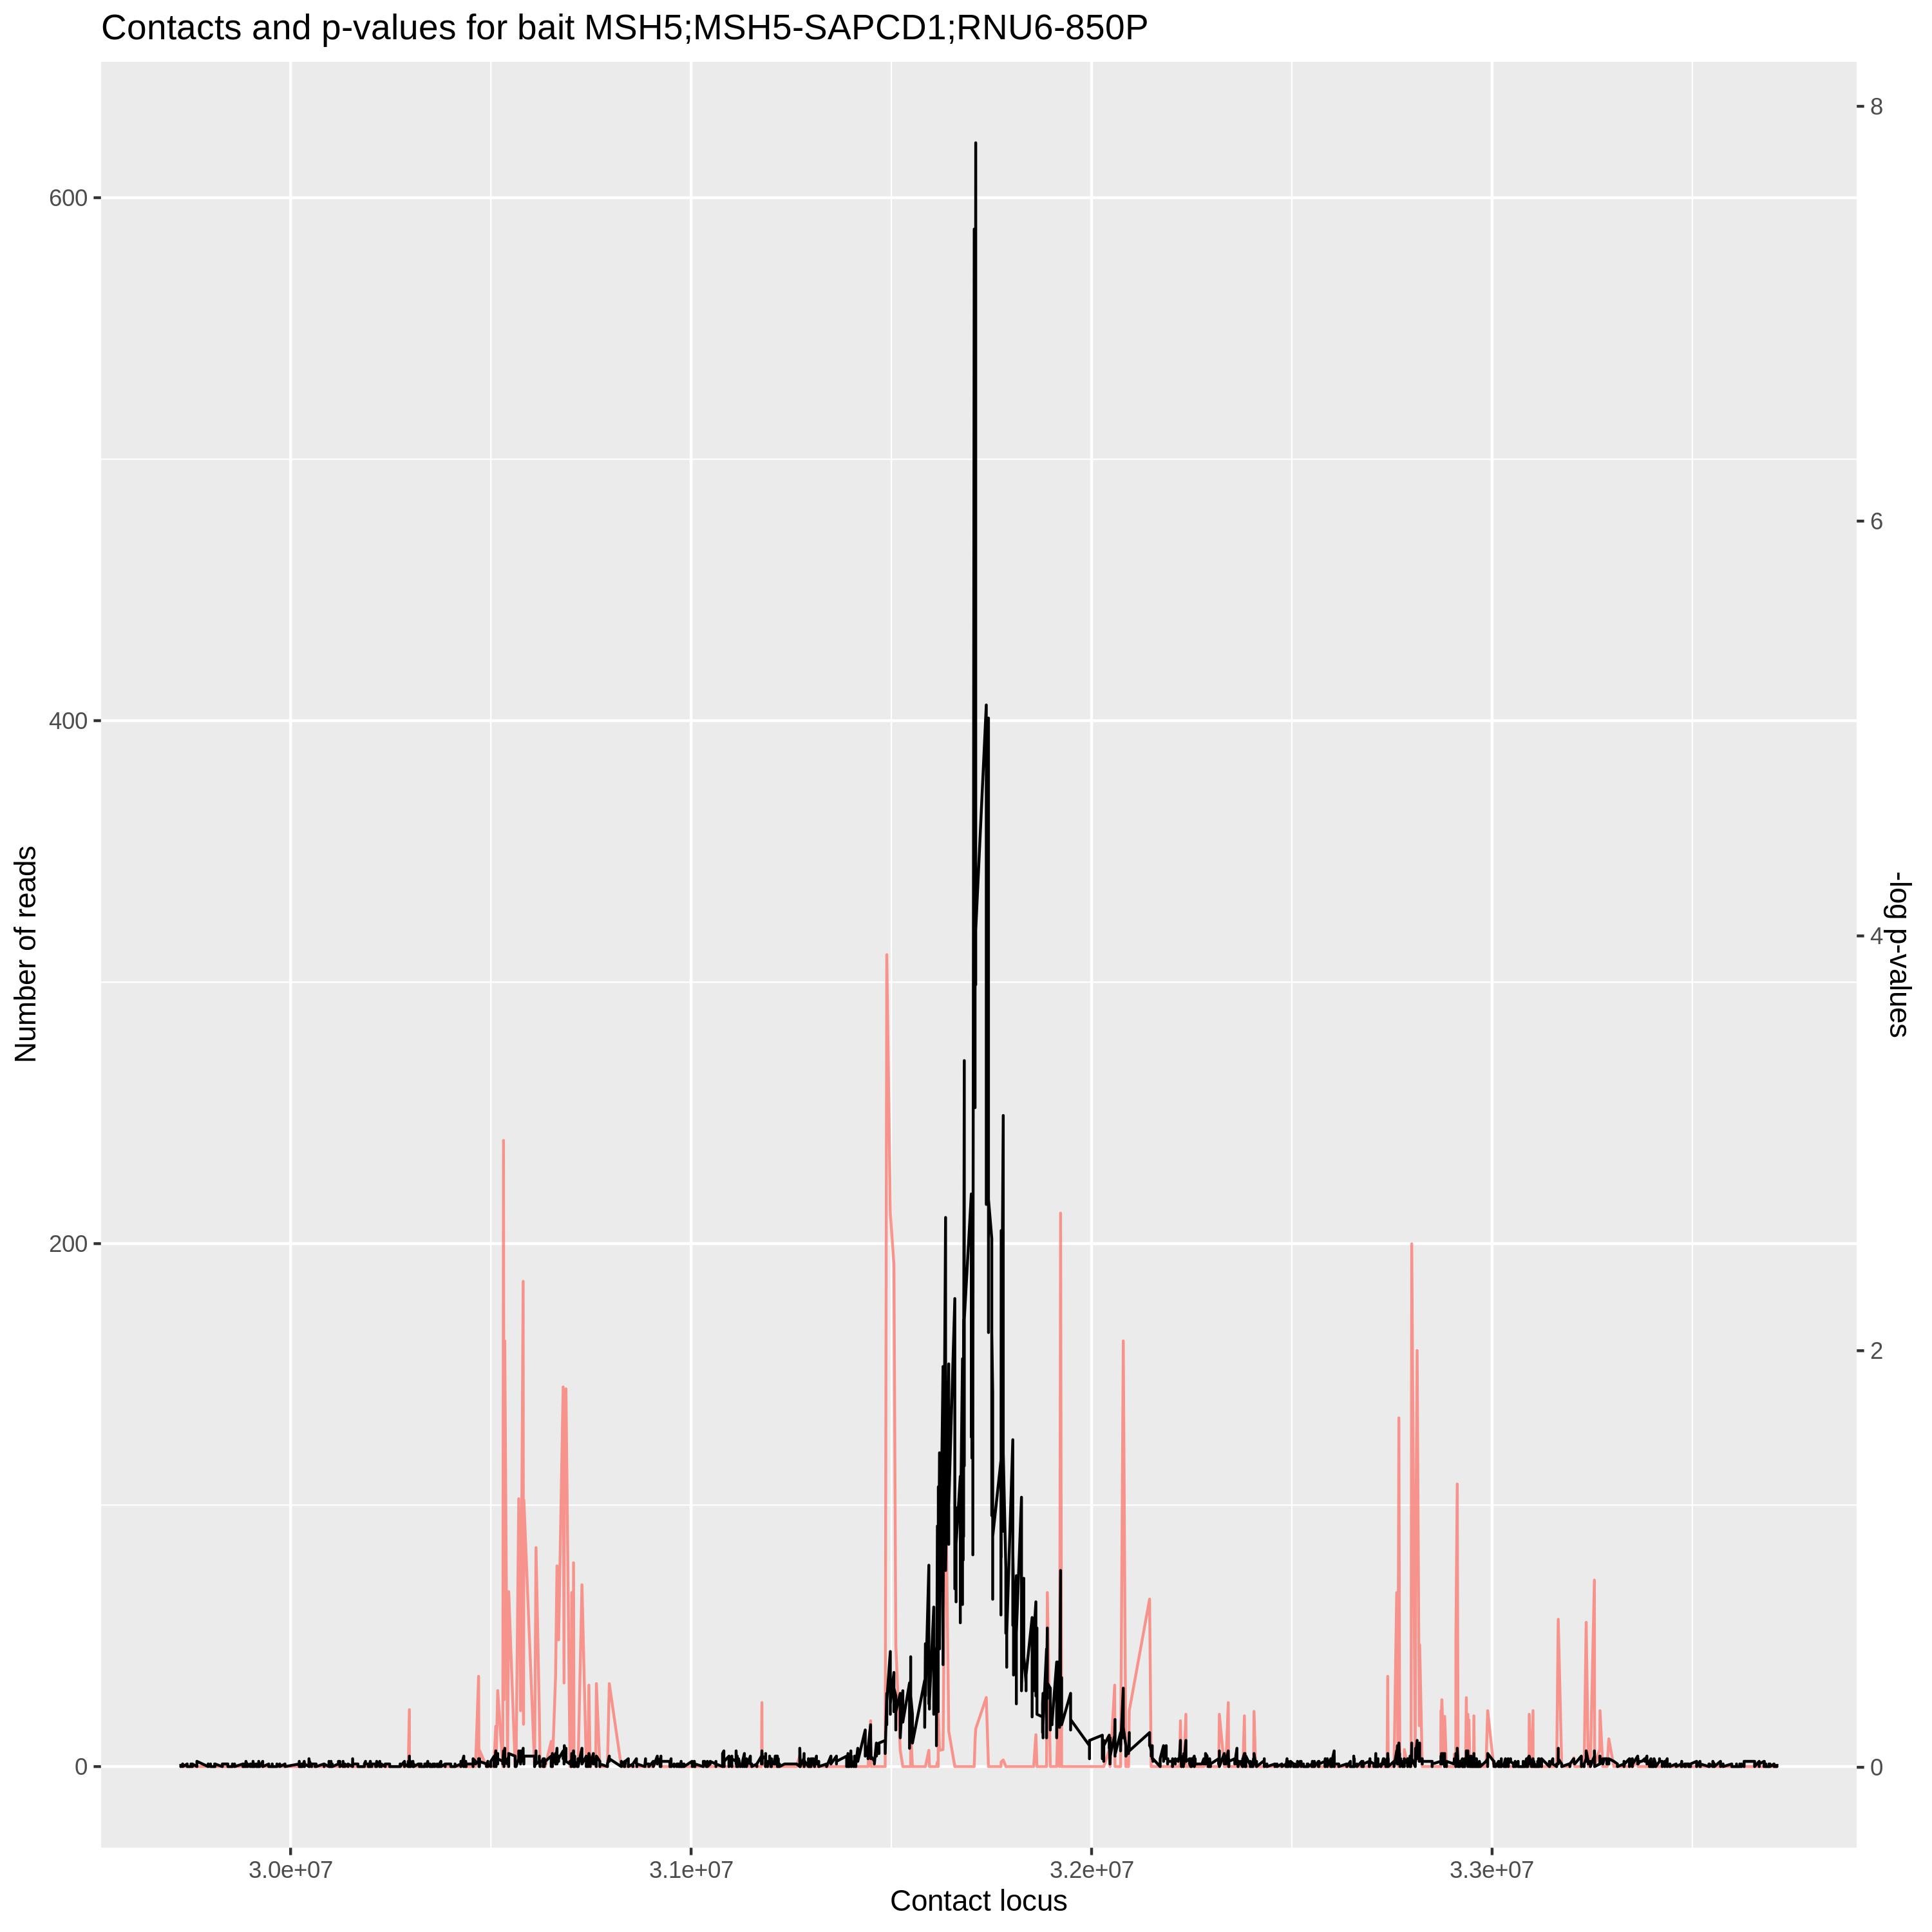 Contacts and p-values for bait MSH5;MSH5-SAPCD1;RNU6-850P
8
600
6
400
Number of reads
4
-log p-values
200
2
0
0
3.0e+07
3.1e+07
3.2e+07
3.3e+07
Contact locus